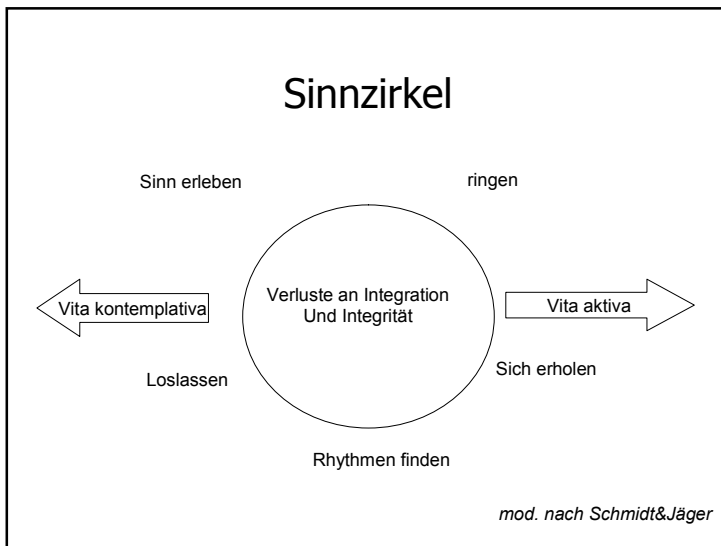 Sinnzirkel
Sinn erleben
ringen
Vita kontemplativa
Verluste an Integration
Und Integrität
Vita aktiva
Loslassen
Sich erholen
Rhythmen finden
mod. nach Schmidt&Jäger